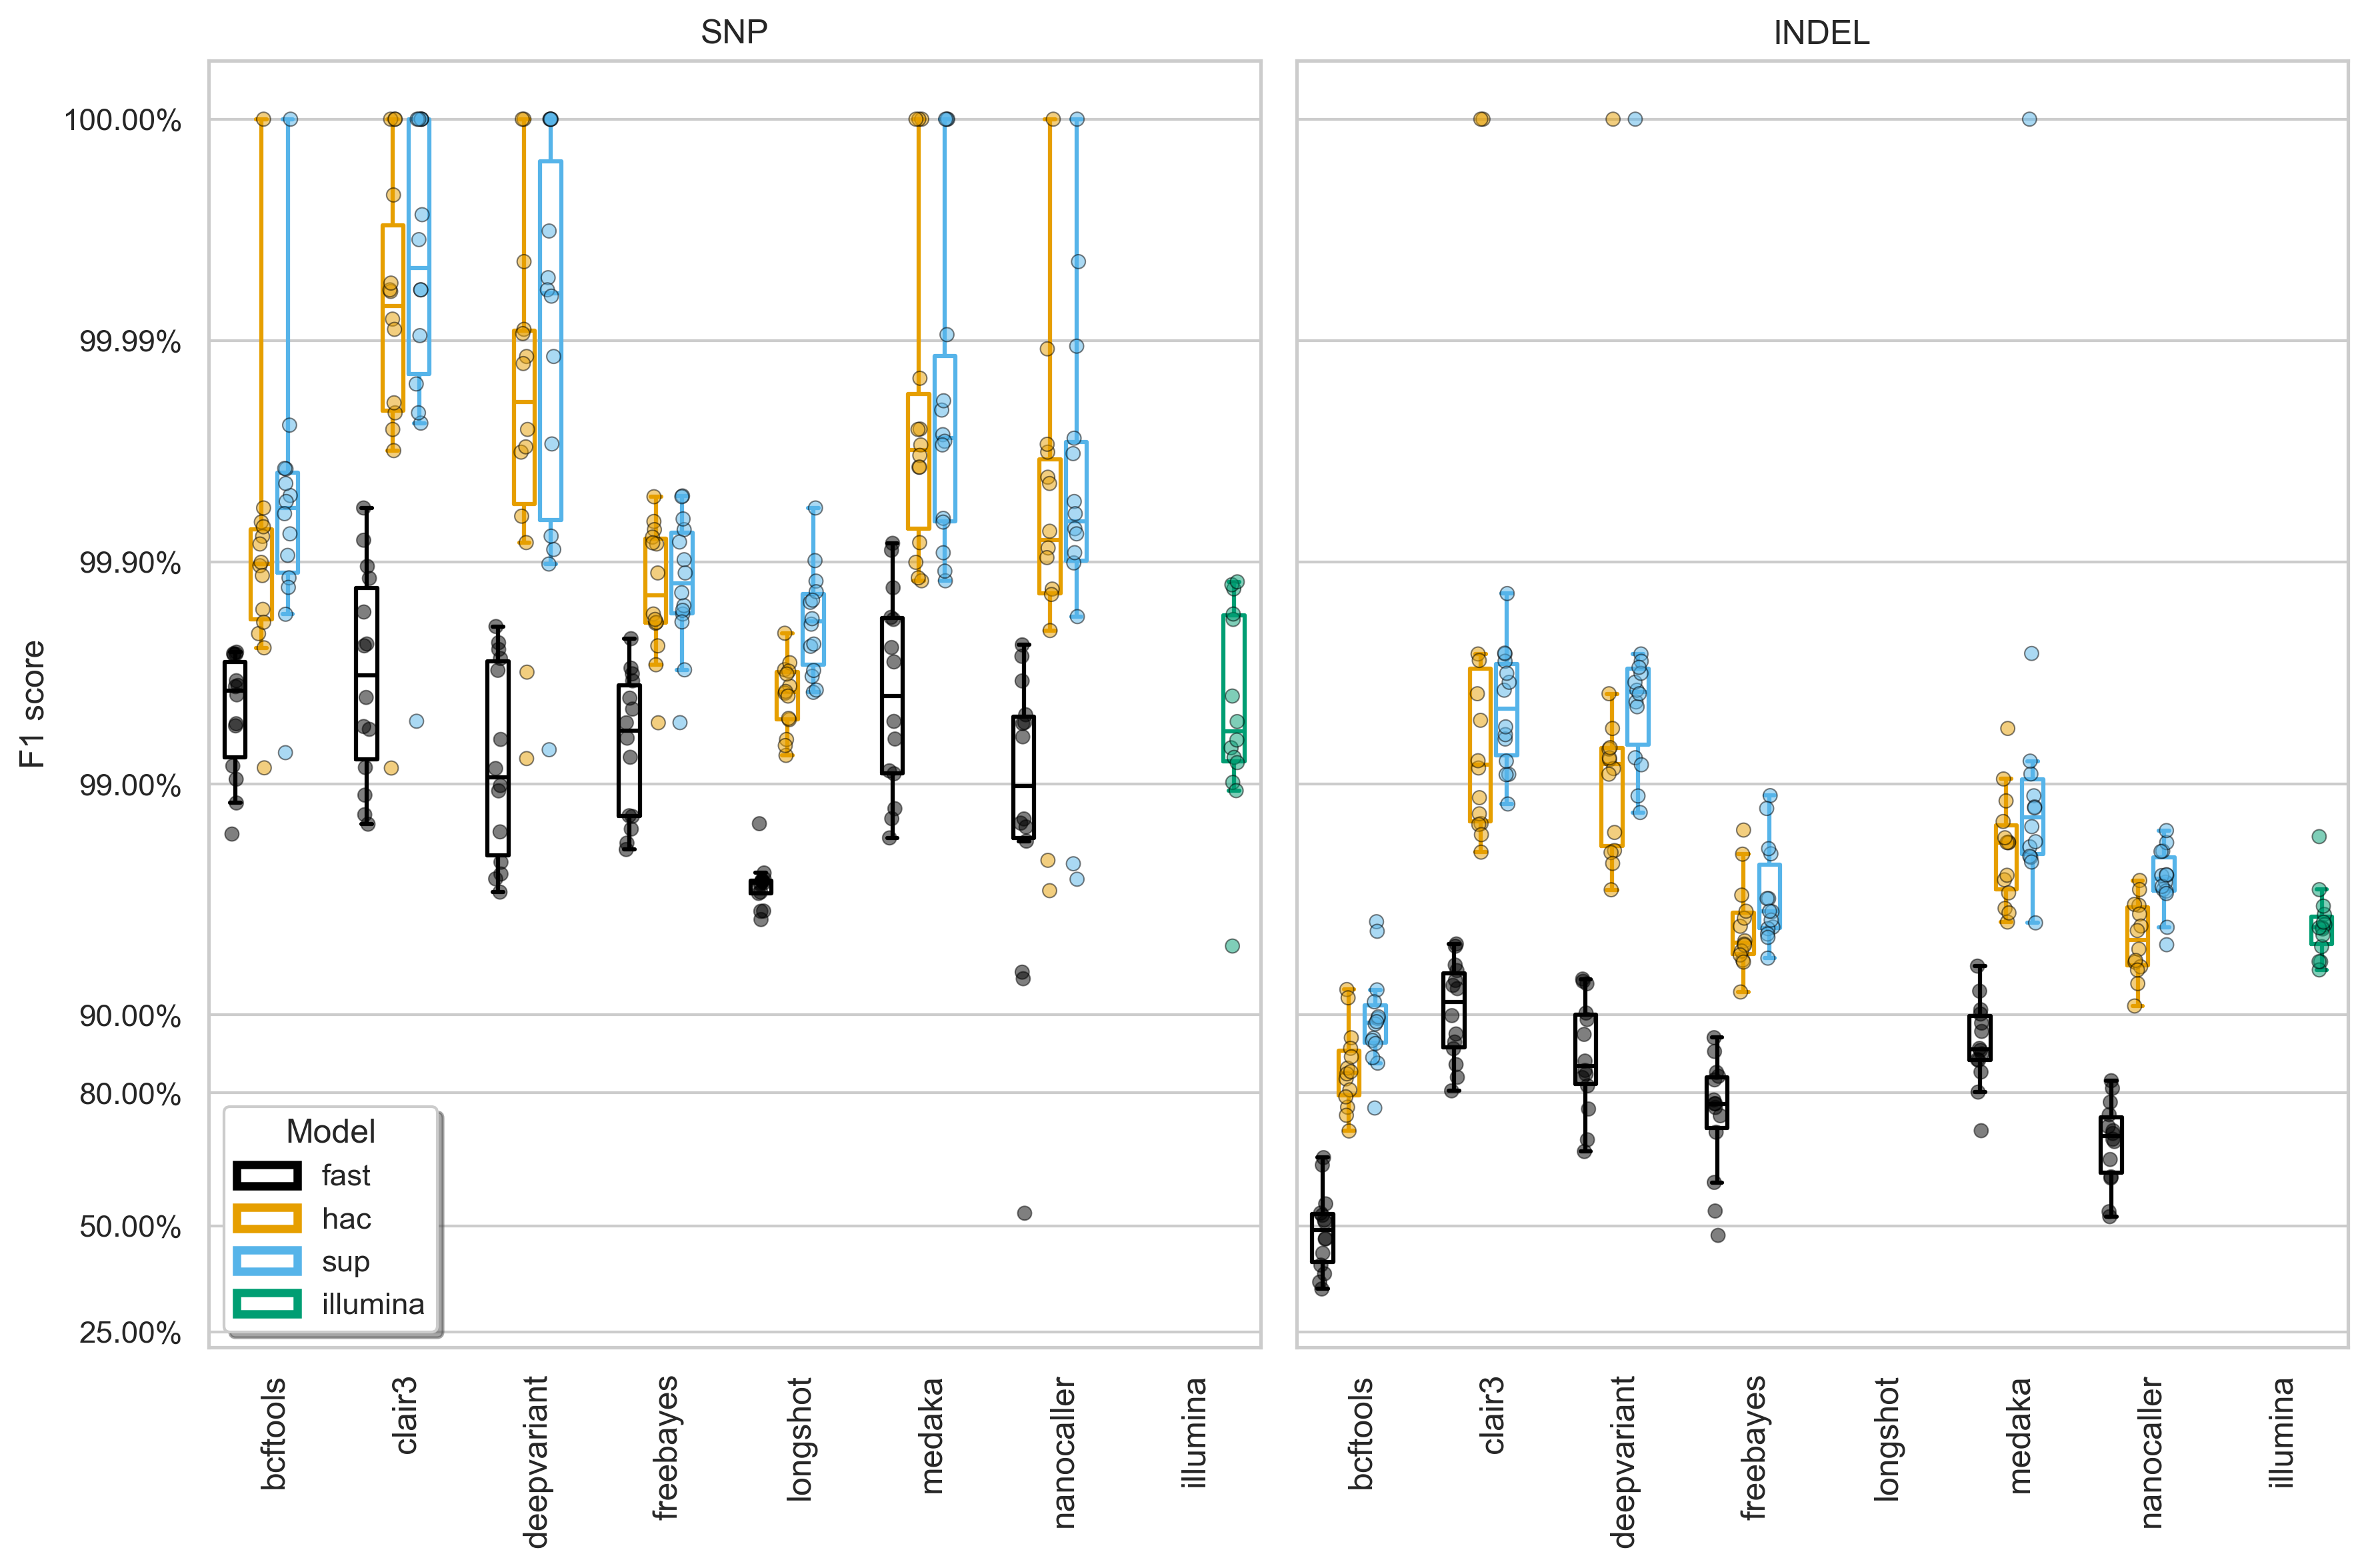 SNP
INDEL
F1 score
100.00%
99.99%
99.90%
99.00%
90.00%
80.00%
50.00%
25.00%
Model
fast
hac
sup
illumina
bcftools
clair3
deepvariant
freebayes
longshot
medaka
nanocaller
illumina
bcftools
clair3
deepvariant
freebayes
longshot
medaka
nanocaller
illumina